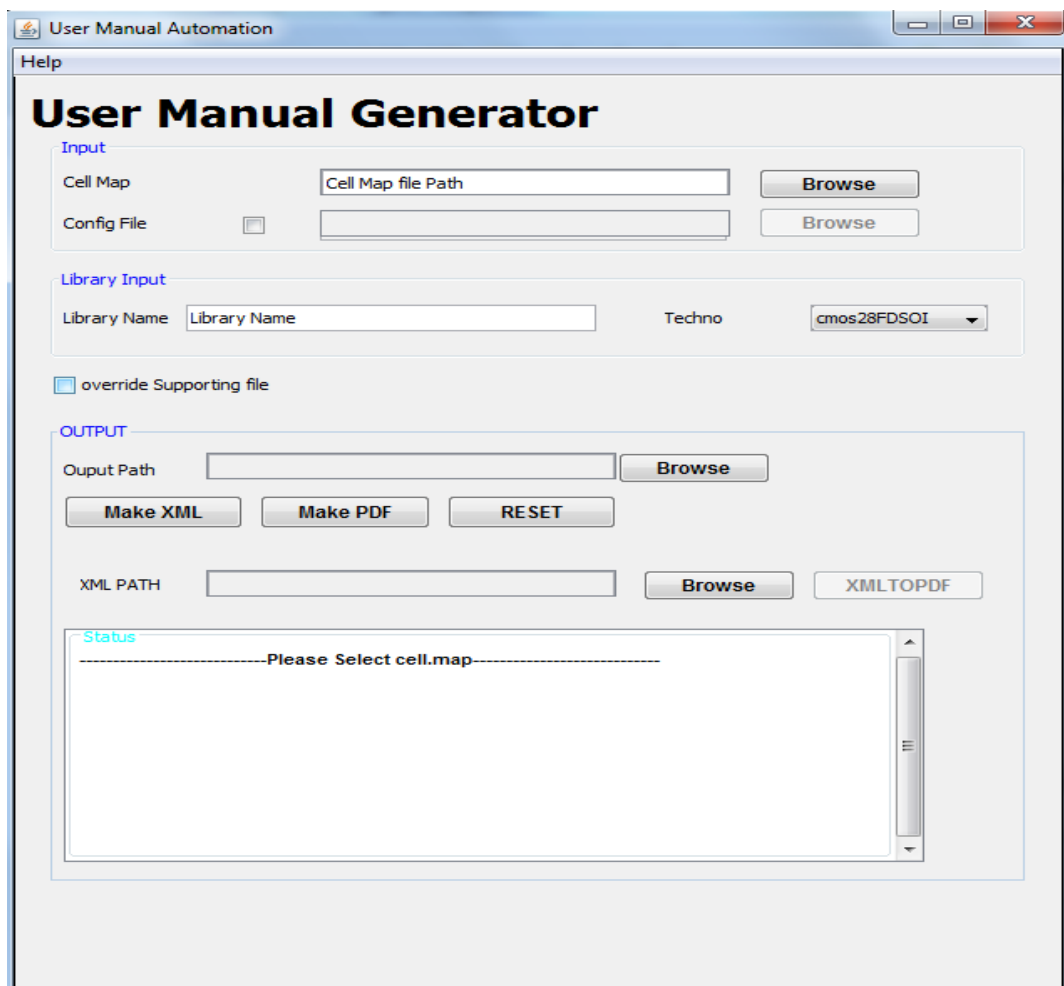 User Manual Automation
Help
User Manual Generator
Input
Cell Map Cell Map file Path Browse
Config File Browse
Library Input
Library Name Library Name Techno cmos28FDSOI
override Supporting file
OUTPUT
Ouput Path Browse
Make XML Make PDF RESET
XML PATH Browse XMLTOPDF
Status
----------------------------Please Select cell.map----------------------------